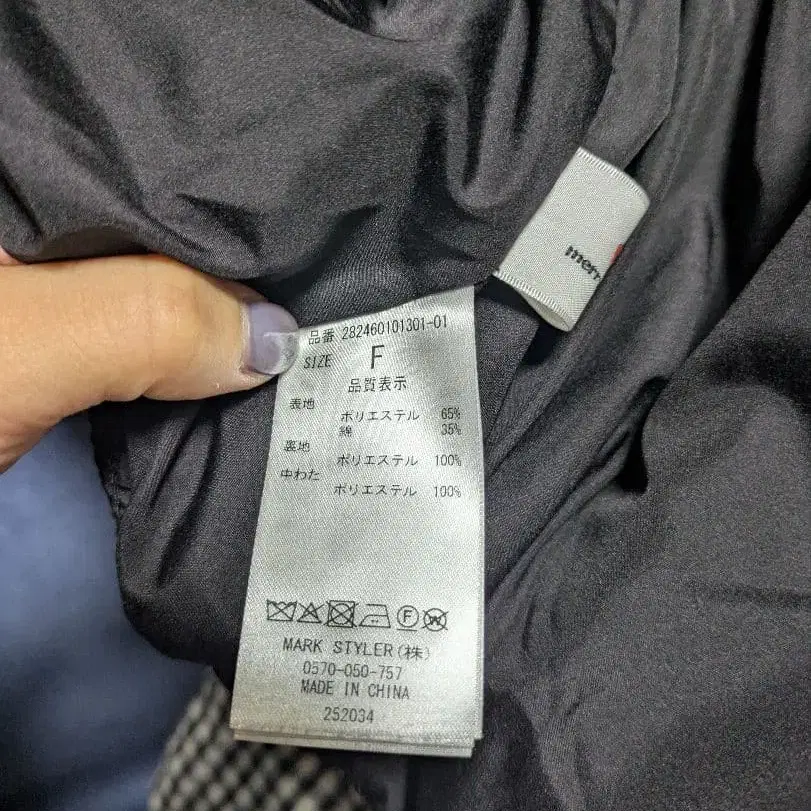 品番 282460101301-01
SIZE F
品質表示
表地 ポリエステル 65%
綿 35%
裏地 ポリエステル 100%
中わた ポリエステル 100%
MARK STYLER(株)
0570-050-757
MADE IN CHINA
252034